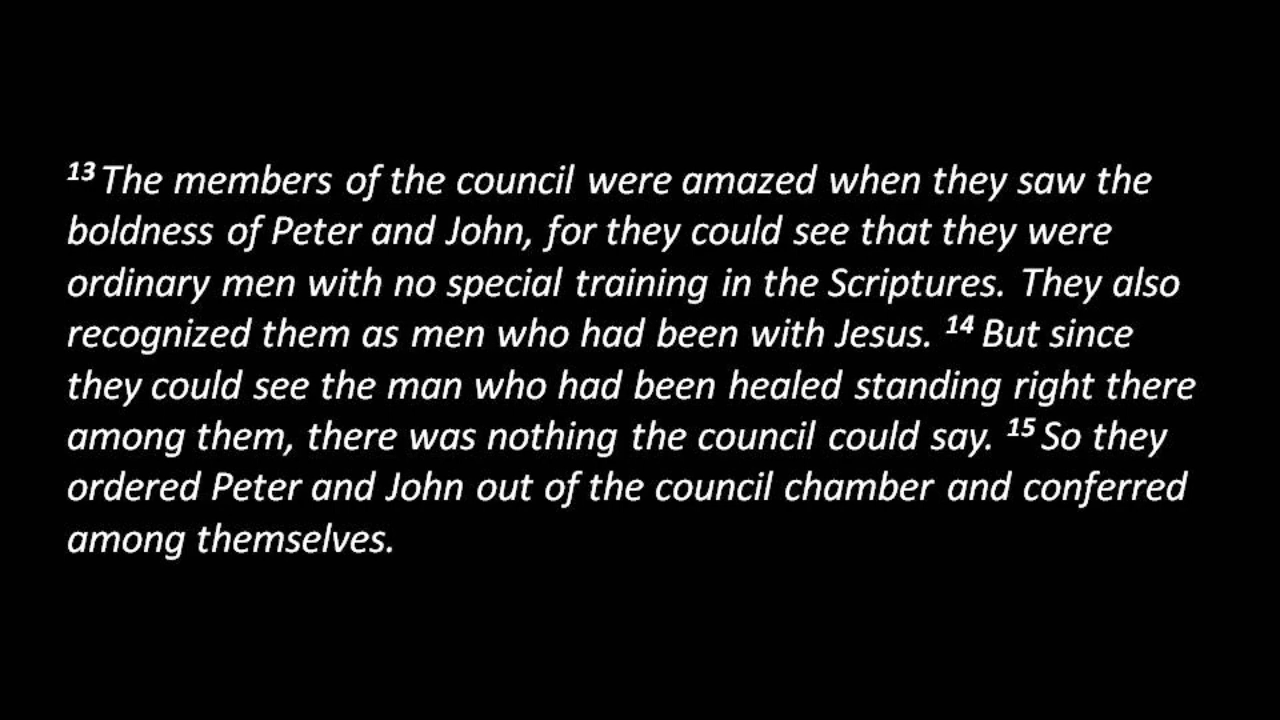 13 The members of the council were amazed when they saw the
boldness of Peter and John, for they could see that they were
ordinary men with no special training in the Scriptures. They also
recognized them as men who had been with Jesus. 14 But since
they could see the man who had been healed standing right there
among them, there was nothing the council could say. 15 So they
ordered Peter and John out of the council chamber and conferred
among themselves.